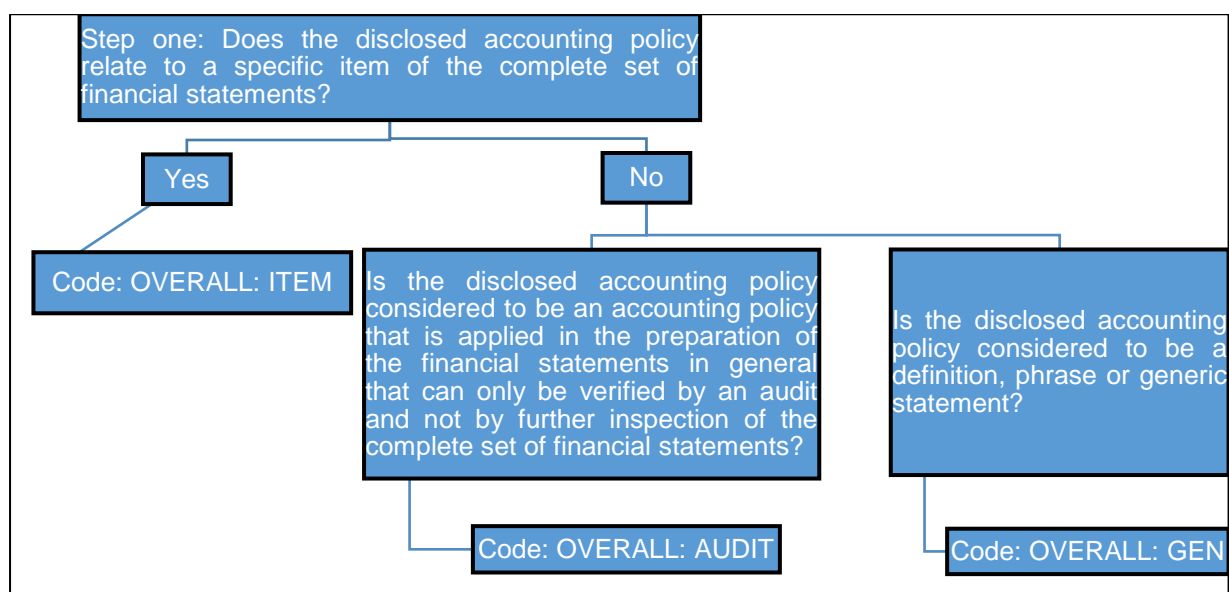 Step one: Does the disclosed accounting policy
relate to a specific item of the complete set of
financial statements?
Yes
No
Code: OVERALL: ITEM
Is the disclosed accounting policy
considered to be an accounting policy
that is applied in the preparation of
the financial statements in general
that can only be verified by an audit
and not by further inspection of the
complete set of financial statements?
Is the disclosed accounting
policy considered to be a
definition, phrase or generic
statement?
Code: OVERALL: AUDIT
Code: OVERALL: GEN